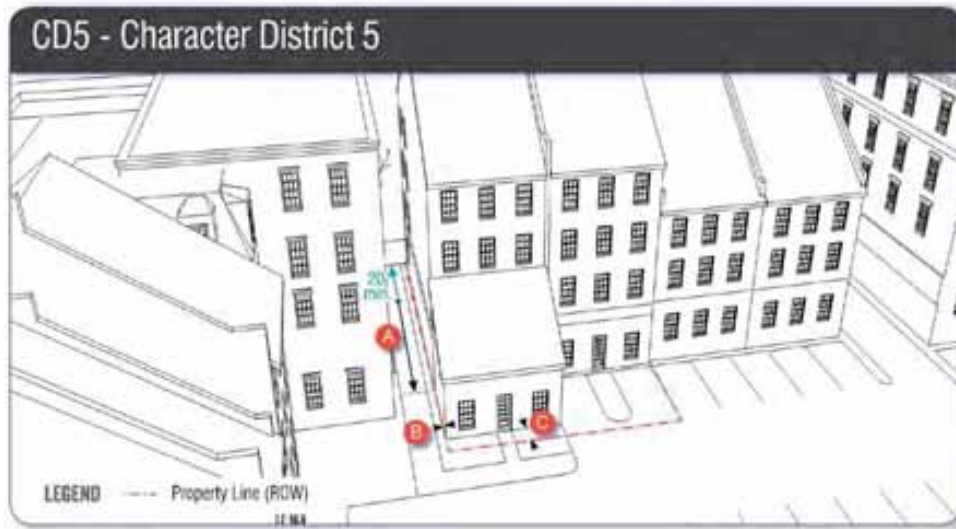 CD5 - Character District 5
20
min
A
B
C
LEGEND Property Line (ROW)